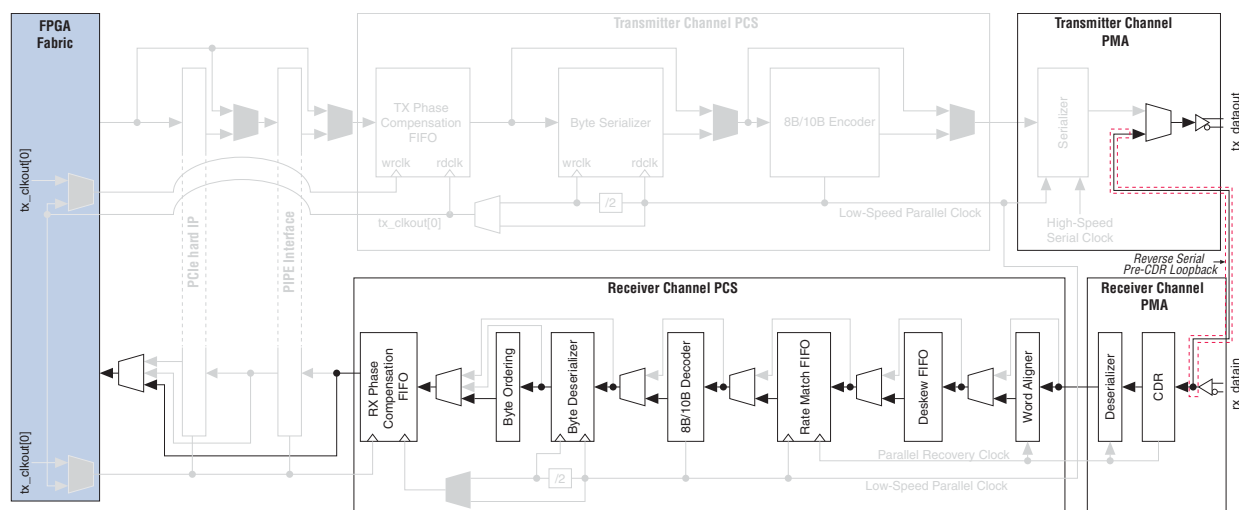 FPGA
Fabric
Transmitter Channel PCS
Transmitter Channel
PMA
TX Phase
Compensation
FIFO
wrclk
rdclk
Byte Serializer
wrclk
rdclk
8B/10B Encoder
Serializer
tx_dataout
tx_clkout[0]
/2
tx_clkout[0]
Low-Speed Parallel Clock
High-Speed
Serial Clock
PCIe hard IP
PIPE Interface
Reverse Serial
Pre-CDR Loopback
Receiver Channel PCS
Receiver Channel
PMA
RX Phase
Compensation
FIFO
Byte Ordering
Byte Deserializer
8B/10B Decoder
Rate Match FIFO
Deskew FIFO
Word Aligner
Deserializer
CDR
rx_datain
tx_clkout[0]
Parallel Recovery Clock
/2
Low-Speed Parallel Clock